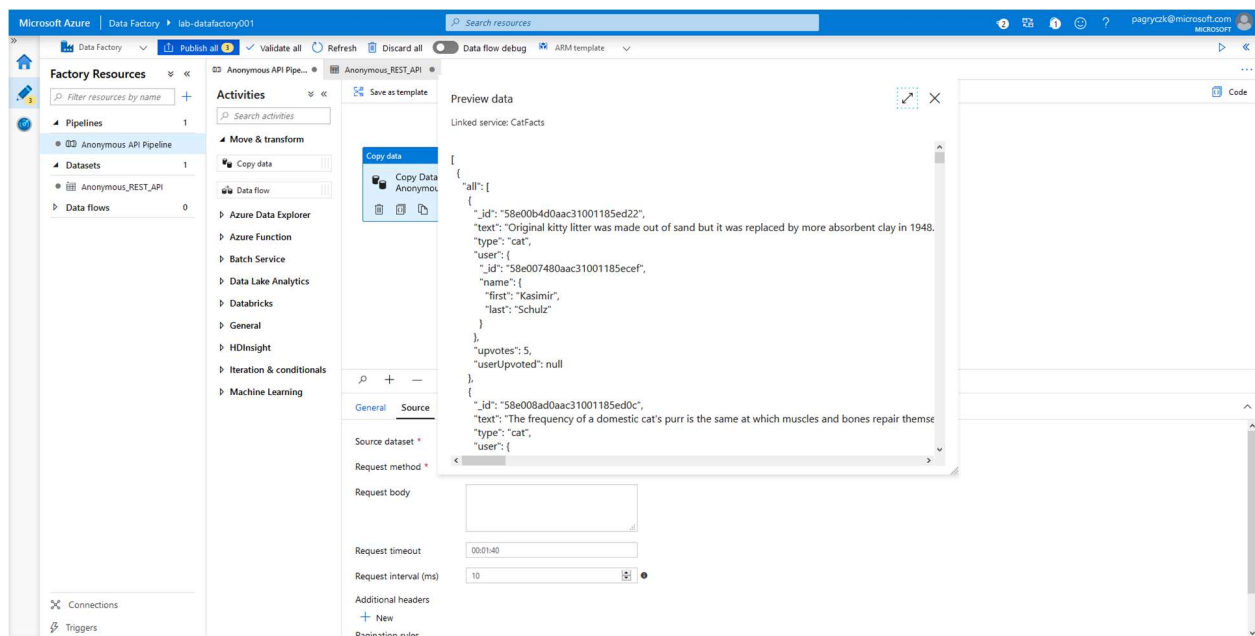 Microsoft Azure Data Factory lab-datafactory001 Search resources 2 1 ? pagryczk@microsoft.com
MICROSOFT
» Data Factory Publish all 3 Validate all Refresh Discard all Data flow debug ARM template «
3
Factory Resources «
Filter resources by name +
Pipelines 1
Anonymous API Pipeline
Datasets 1
Anonymous_REST_API
Data flows 0
Connections
Triggers
Anonymous API Pipe... Anonymous_REST_API ...
Activities «
Search activities
Move & transform
Copy data
Data flow
Azure Data Explorer
Azure Function
Batch Service
Data Lake Analytics
Databricks
General
HDInsight
Iteration & conditionals
Machine Learning
Save as template Code
Copy data
Copy Data
Anonymou
Preview data
Linked service: CatFacts
[
{
"all": [
{
"_id": "58e00b4d0aac31001185ed22",
"text": "Original kitty litter was made out of sand but it was replaced by more absorbent clay in 1948.
"type": "cat",
"user": {
"_id": "58e007480aac31001185ecef",
"name": {
"first": "Kasimir",
"last": "Schulz"
}
},
"upvotes": 5,
"userUpvoted": null
},
{
"_id": "58e008ad0aac31001185ed0c",
"text": "The frequency of a domestic cat's purr is the same at which muscles and bones repair themse
"type": "cat",
"user": {
+ —
General Source
Source dataset *
Request method *
Request body
Request timeout 00:01:40
Request interval (ms) 10
Additional headers
+ New
Pagination rules